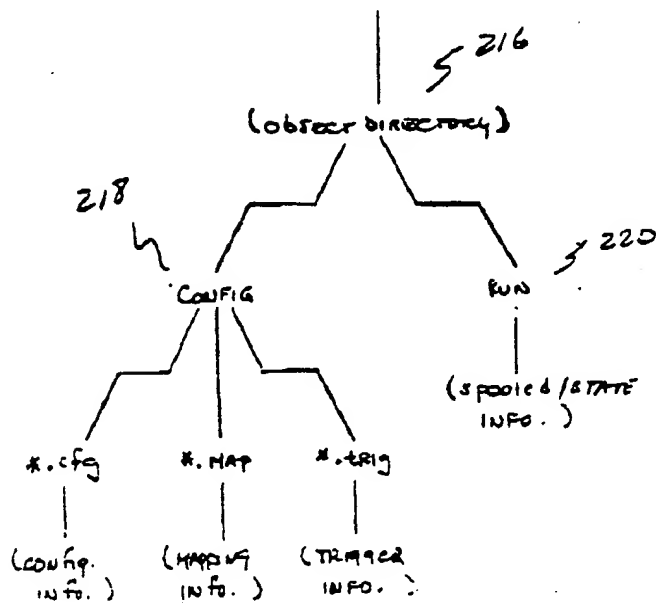 216
(Object DIRECTORY)
218
220
CONFIG
RUN
(spooled/STATE
INFO.)
*.cfg
*.MAP
*.tRIg
(CONFIG.
INFO.)
(MAPPING
INFO.)
(TRIGGER
INFO.)